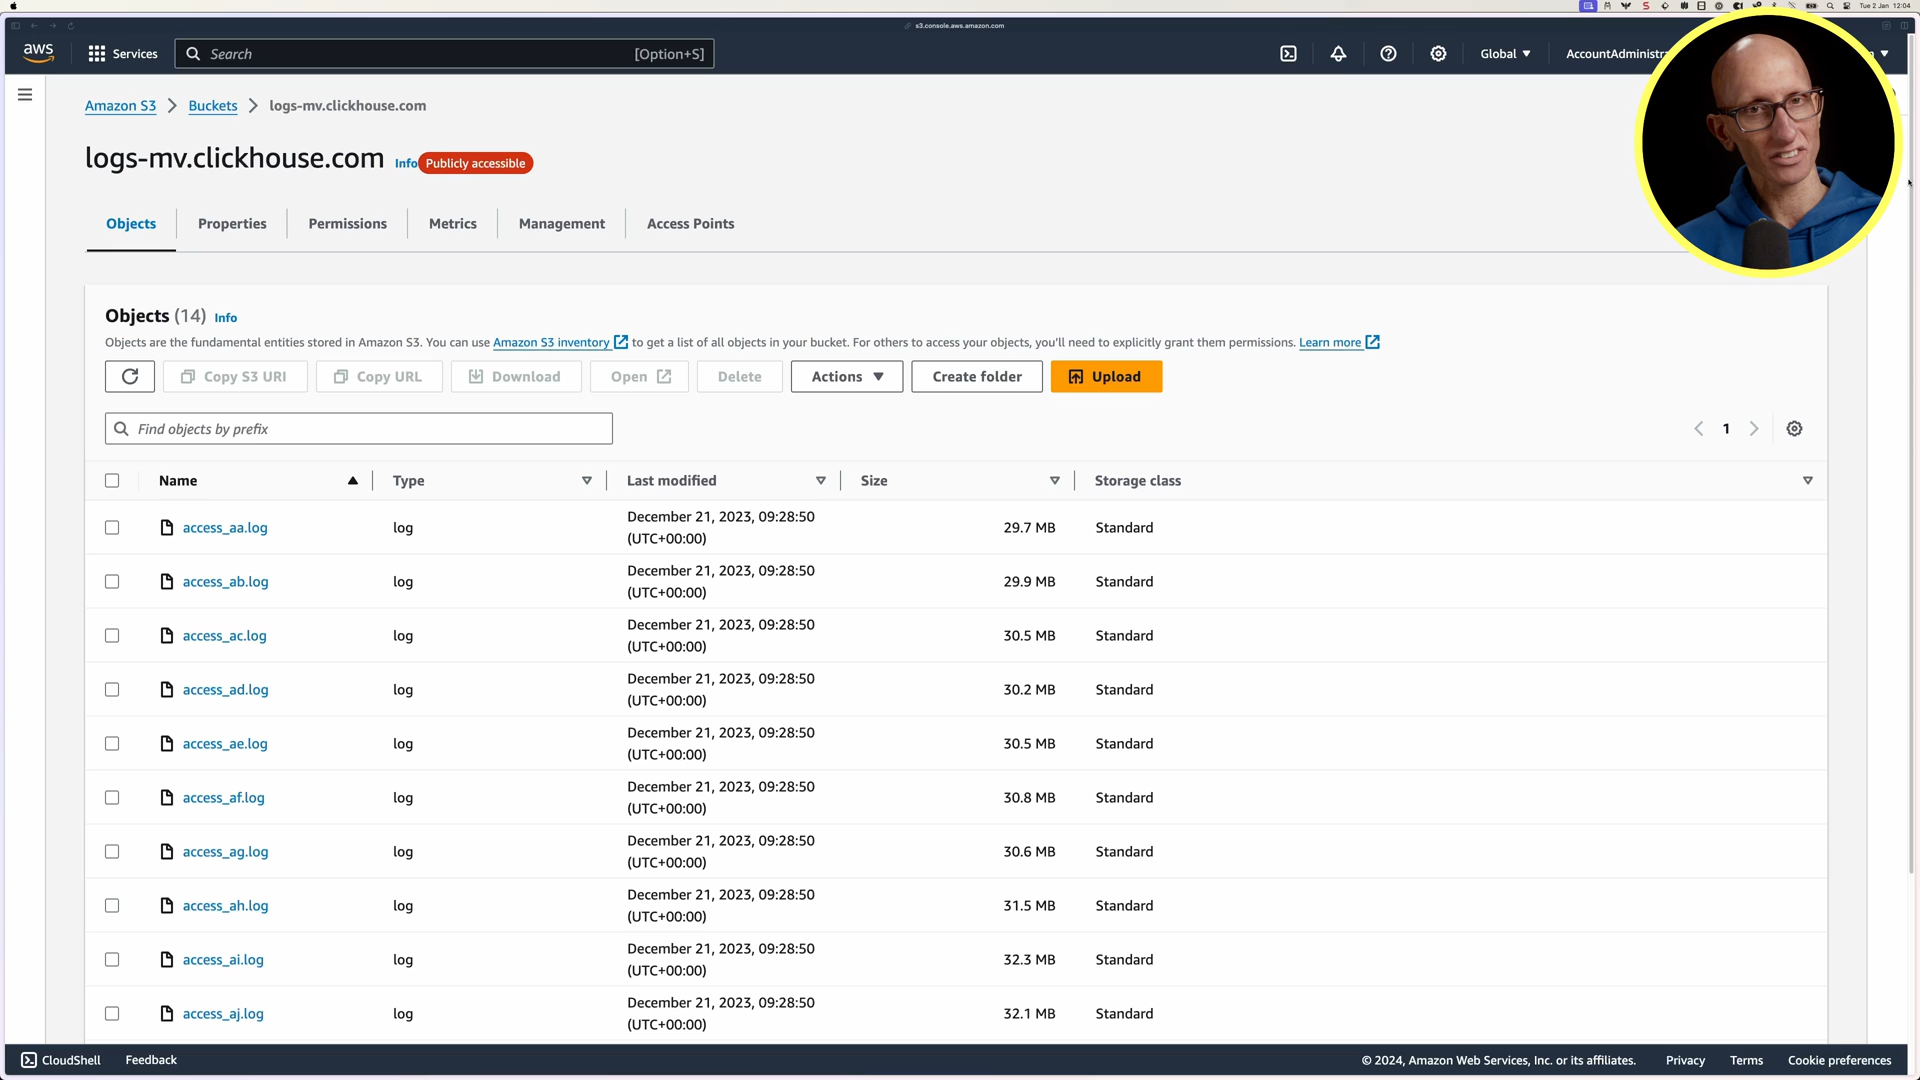 Tue 2 Jan 12:04
s3.console.aws.amazon.com
aws
Services
Search
[Option+S]
Global
AccountAdministra
Amazon S3
Buckets
logs-mv.clickhouse.com
logs-mv.clickhouse.com
Info
Publicly accessible
Objects
Properties
Permissions
Metrics
Management
Access Points
Objects (14) Info
Objects are the fundamental entities stored in Amazon S3. You can use Amazon S3 inventory to get a list of all objects in your bucket. For others to access your objects, you'll need to explicitly grant them permissions. Learn more
Copy S3 URI
Copy URL
Download
Open
Delete
Actions
Create folder
Upload
Find objects by prefix
1
Name
Type
Last modified
Size
Storage class
access_aa.log
log
December 21, 2023, 09:28:50
(UTC+00:00)
29.7 MB
Standard
access_ab.log
log
December 21, 2023, 09:28:50
(UTC+00:00)
29.9 MB
Standard
access_ac.log
log
December 21, 2023, 09:28:50
(UTC+00:00)
30.5 MB
Standard
access_ad.log
log
December 21, 2023, 09:28:50
(UTC+00:00)
30.2 MB
Standard
access_ae.log
log
December 21, 2023, 09:28:50
(UTC+00:00)
30.5 MB
Standard
access_af.log
log
December 21, 2023, 09:28:50
(UTC+00:00)
30.8 MB
Standard
access_ag.log
log
December 21, 2023, 09:28:50
(UTC+00:00)
30.6 MB
Standard
access_ah.log
log
December 21, 2023, 09:28:50
(UTC+00:00)
31.5 MB
Standard
access_ai.log
log
December 21, 2023, 09:28:50
(UTC+00:00)
32.3 MB
Standard
access_aj.log
log
December 21, 2023, 09:28:50
(UTC+00:00)
32.1 MB
Standard
CloudShell
Feedback
© 2024, Amazon Web Services, Inc. or its affiliates.
Privacy
Terms
Cookie preferences